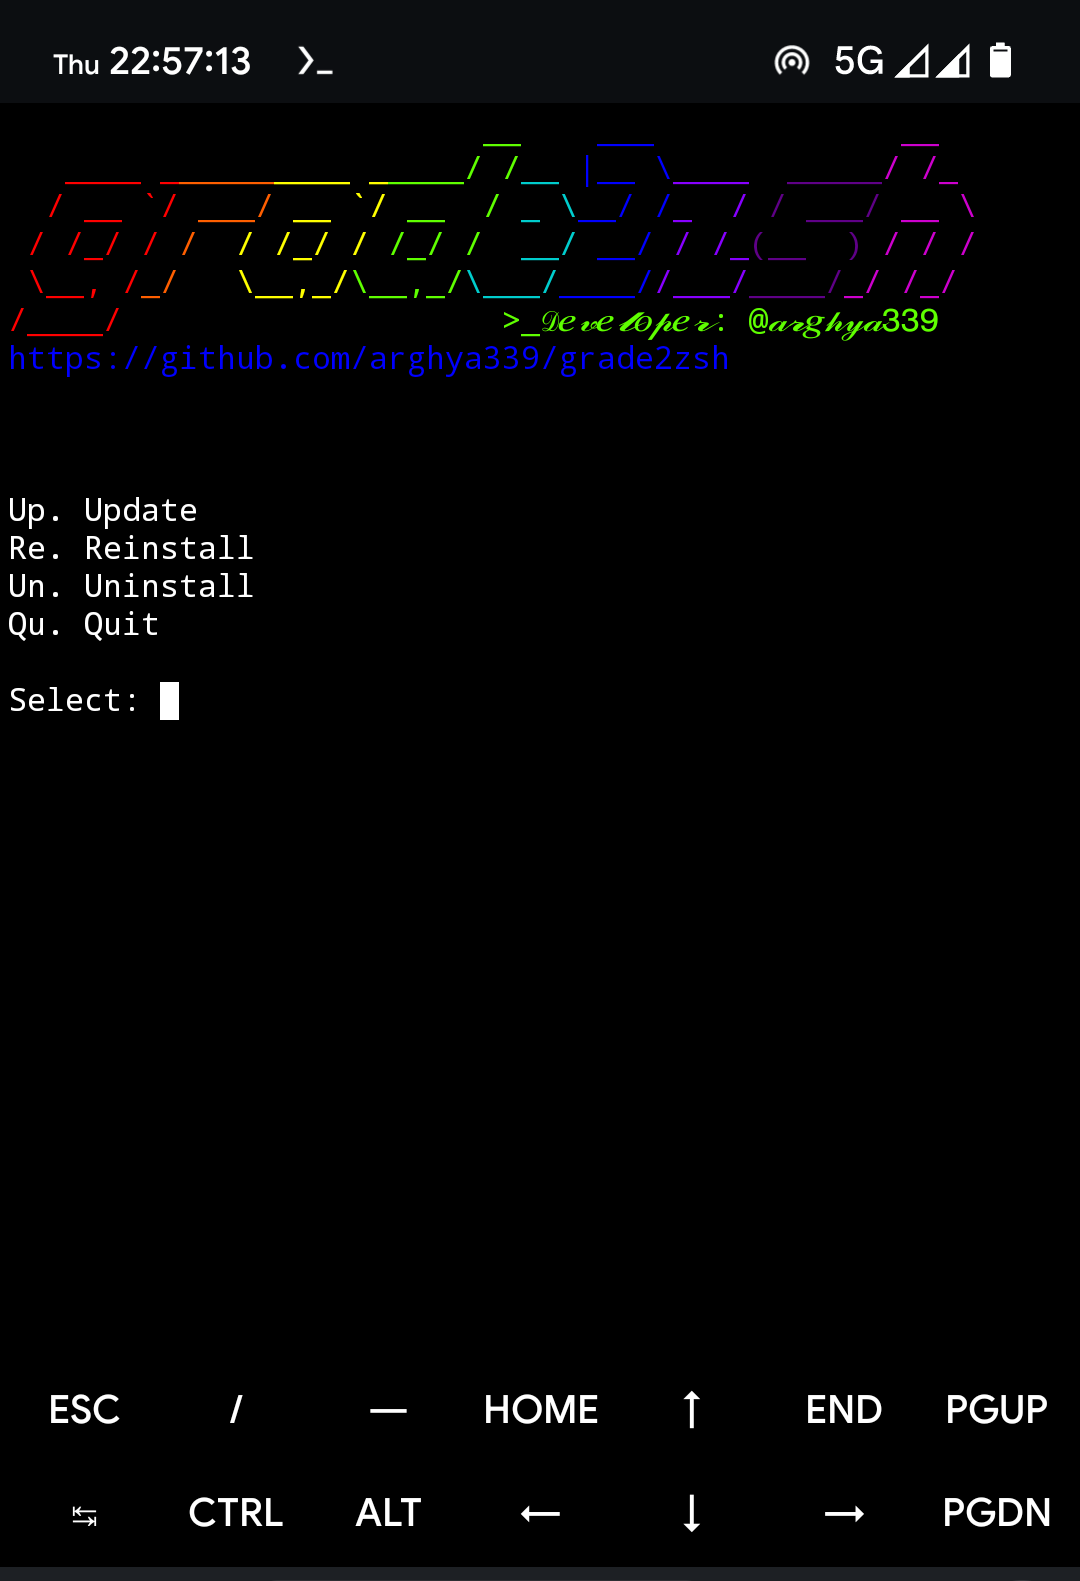 Thu 22:57:13 >_ 5G
grade2zsh
>_𝒟ℯ𝓋ℯ𝓁ℴ𝓅ℯ𝓇: @𝒶𝓇ℊ𝒽𝓎𝒶339
https://github.com/arghya339/grade2zsh
Up. Update
Re. Reinstall
Un. Uninstall
Qu. Quit
Select:
ESC / — HOME ↑ END PGUP
↹ CTRL ALT ← ↓ → PGDN